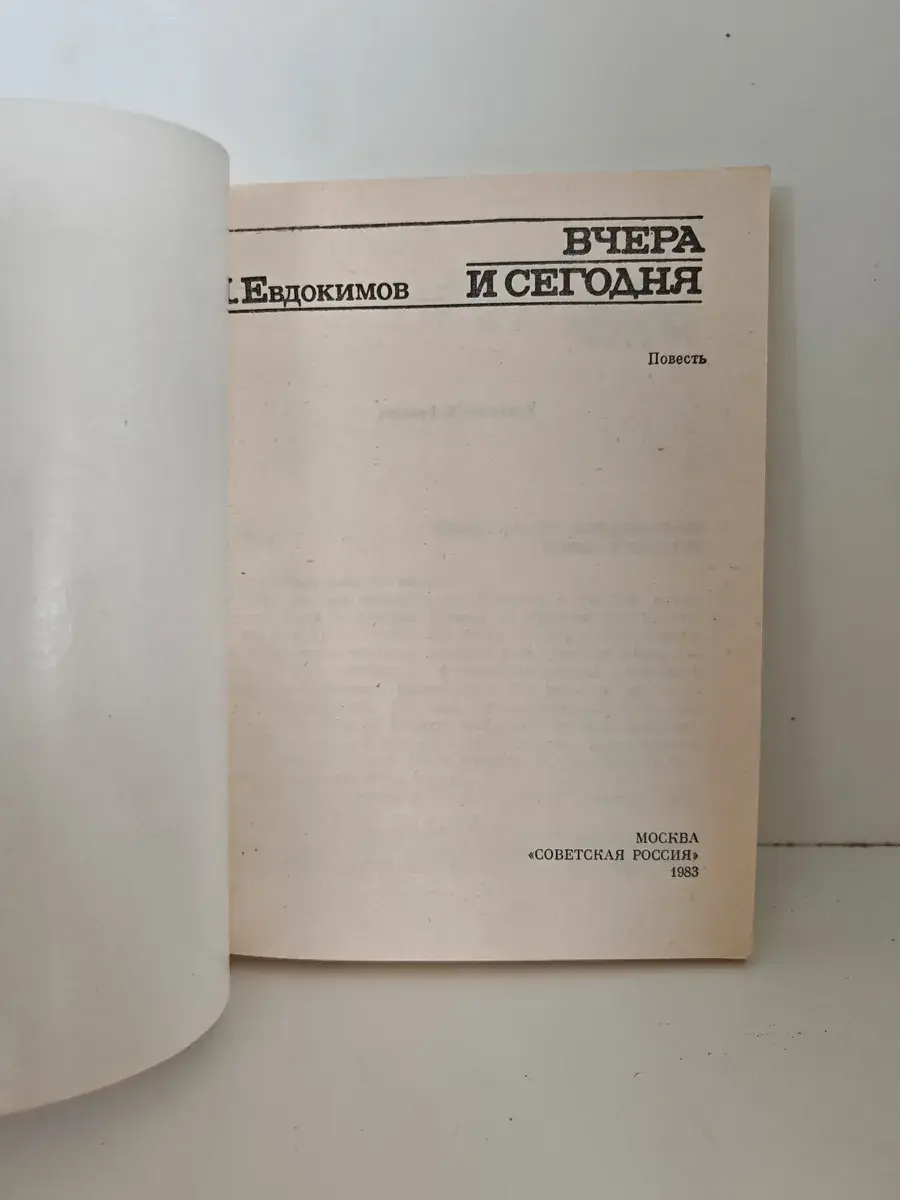 ВЧЕРА
.ЕВДОКИМОВ И СЕГОДНЯ
Повесть
МОСКВА
«СОВЕТСКАЯ РОССИЯ»
1983